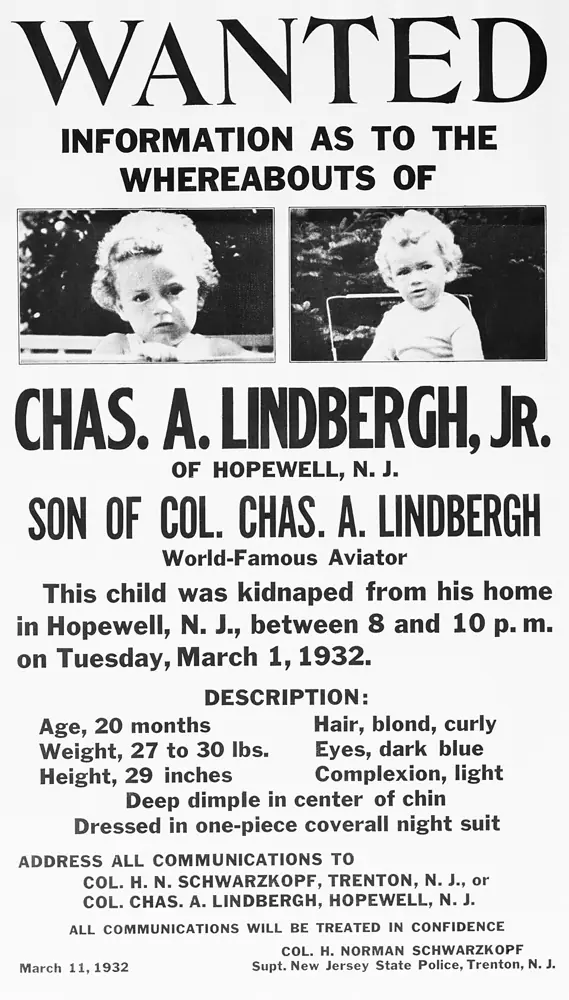 WANTED
INFORMATION AS TO THE
WHEREABOUTS OF
CHAS. A. LINDBERGH, JR.
OF HOPEWELL, N. J.
SON OF COL. CHAS. A. LINDBERGH
World-Famous Aviator
This child was kidnaped from his home
in Hopewell, N. J., between 8 and 10 p. m.
on Tuesday, March 1, 1932.
DESCRIPTION:
Age, 20 months Hair, blond, curly
Weight, 27 to 30 lbs. Eyes, dark blue
Height, 29 inches Complexion, light
Deep dimple in center of chin
Dressed in one-piece coverall night suit
ADDRESS ALL COMMUNICATIONS TO
COL. H. N. SCHWARZKOPF, TRENTON, N. J., or
COL. CHAS. A. LINDBERGH, HOPEWELL, N. J.
ALL COMMUNICATIONS WILL BE TREATED IN CONFIDENCE
COL. H. NORMAN SCHWARZKOPF
March 11, 1932 Supt. New Jersey State Police, Trenton, N. J.